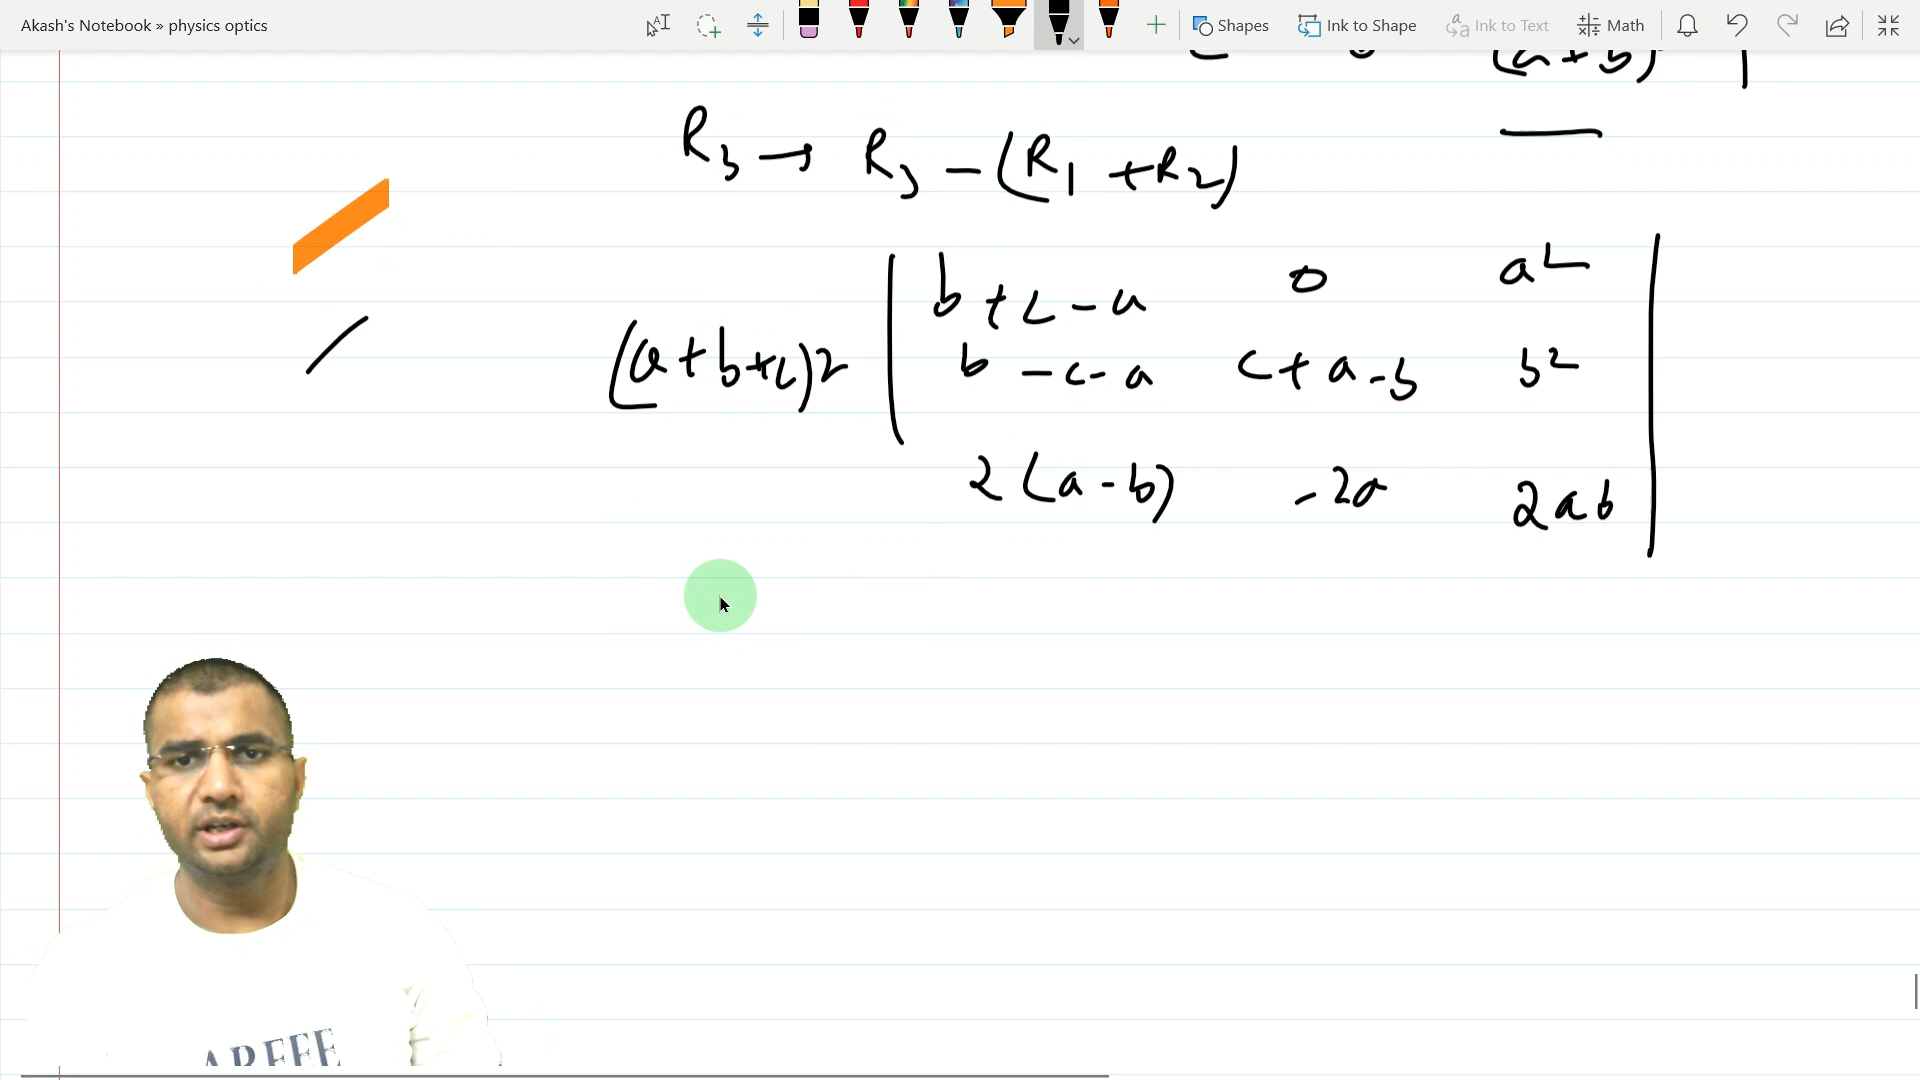 Akash's Notebook » physics optics
Shapes Ink to Shape Ink to Text Math
(a+b)²
R3 → R3 - (R1 + R2)
b + c - a 0 a²
(a+b+c)2 b - c - a c + a - b b²
2(a-b) -2a 2ab